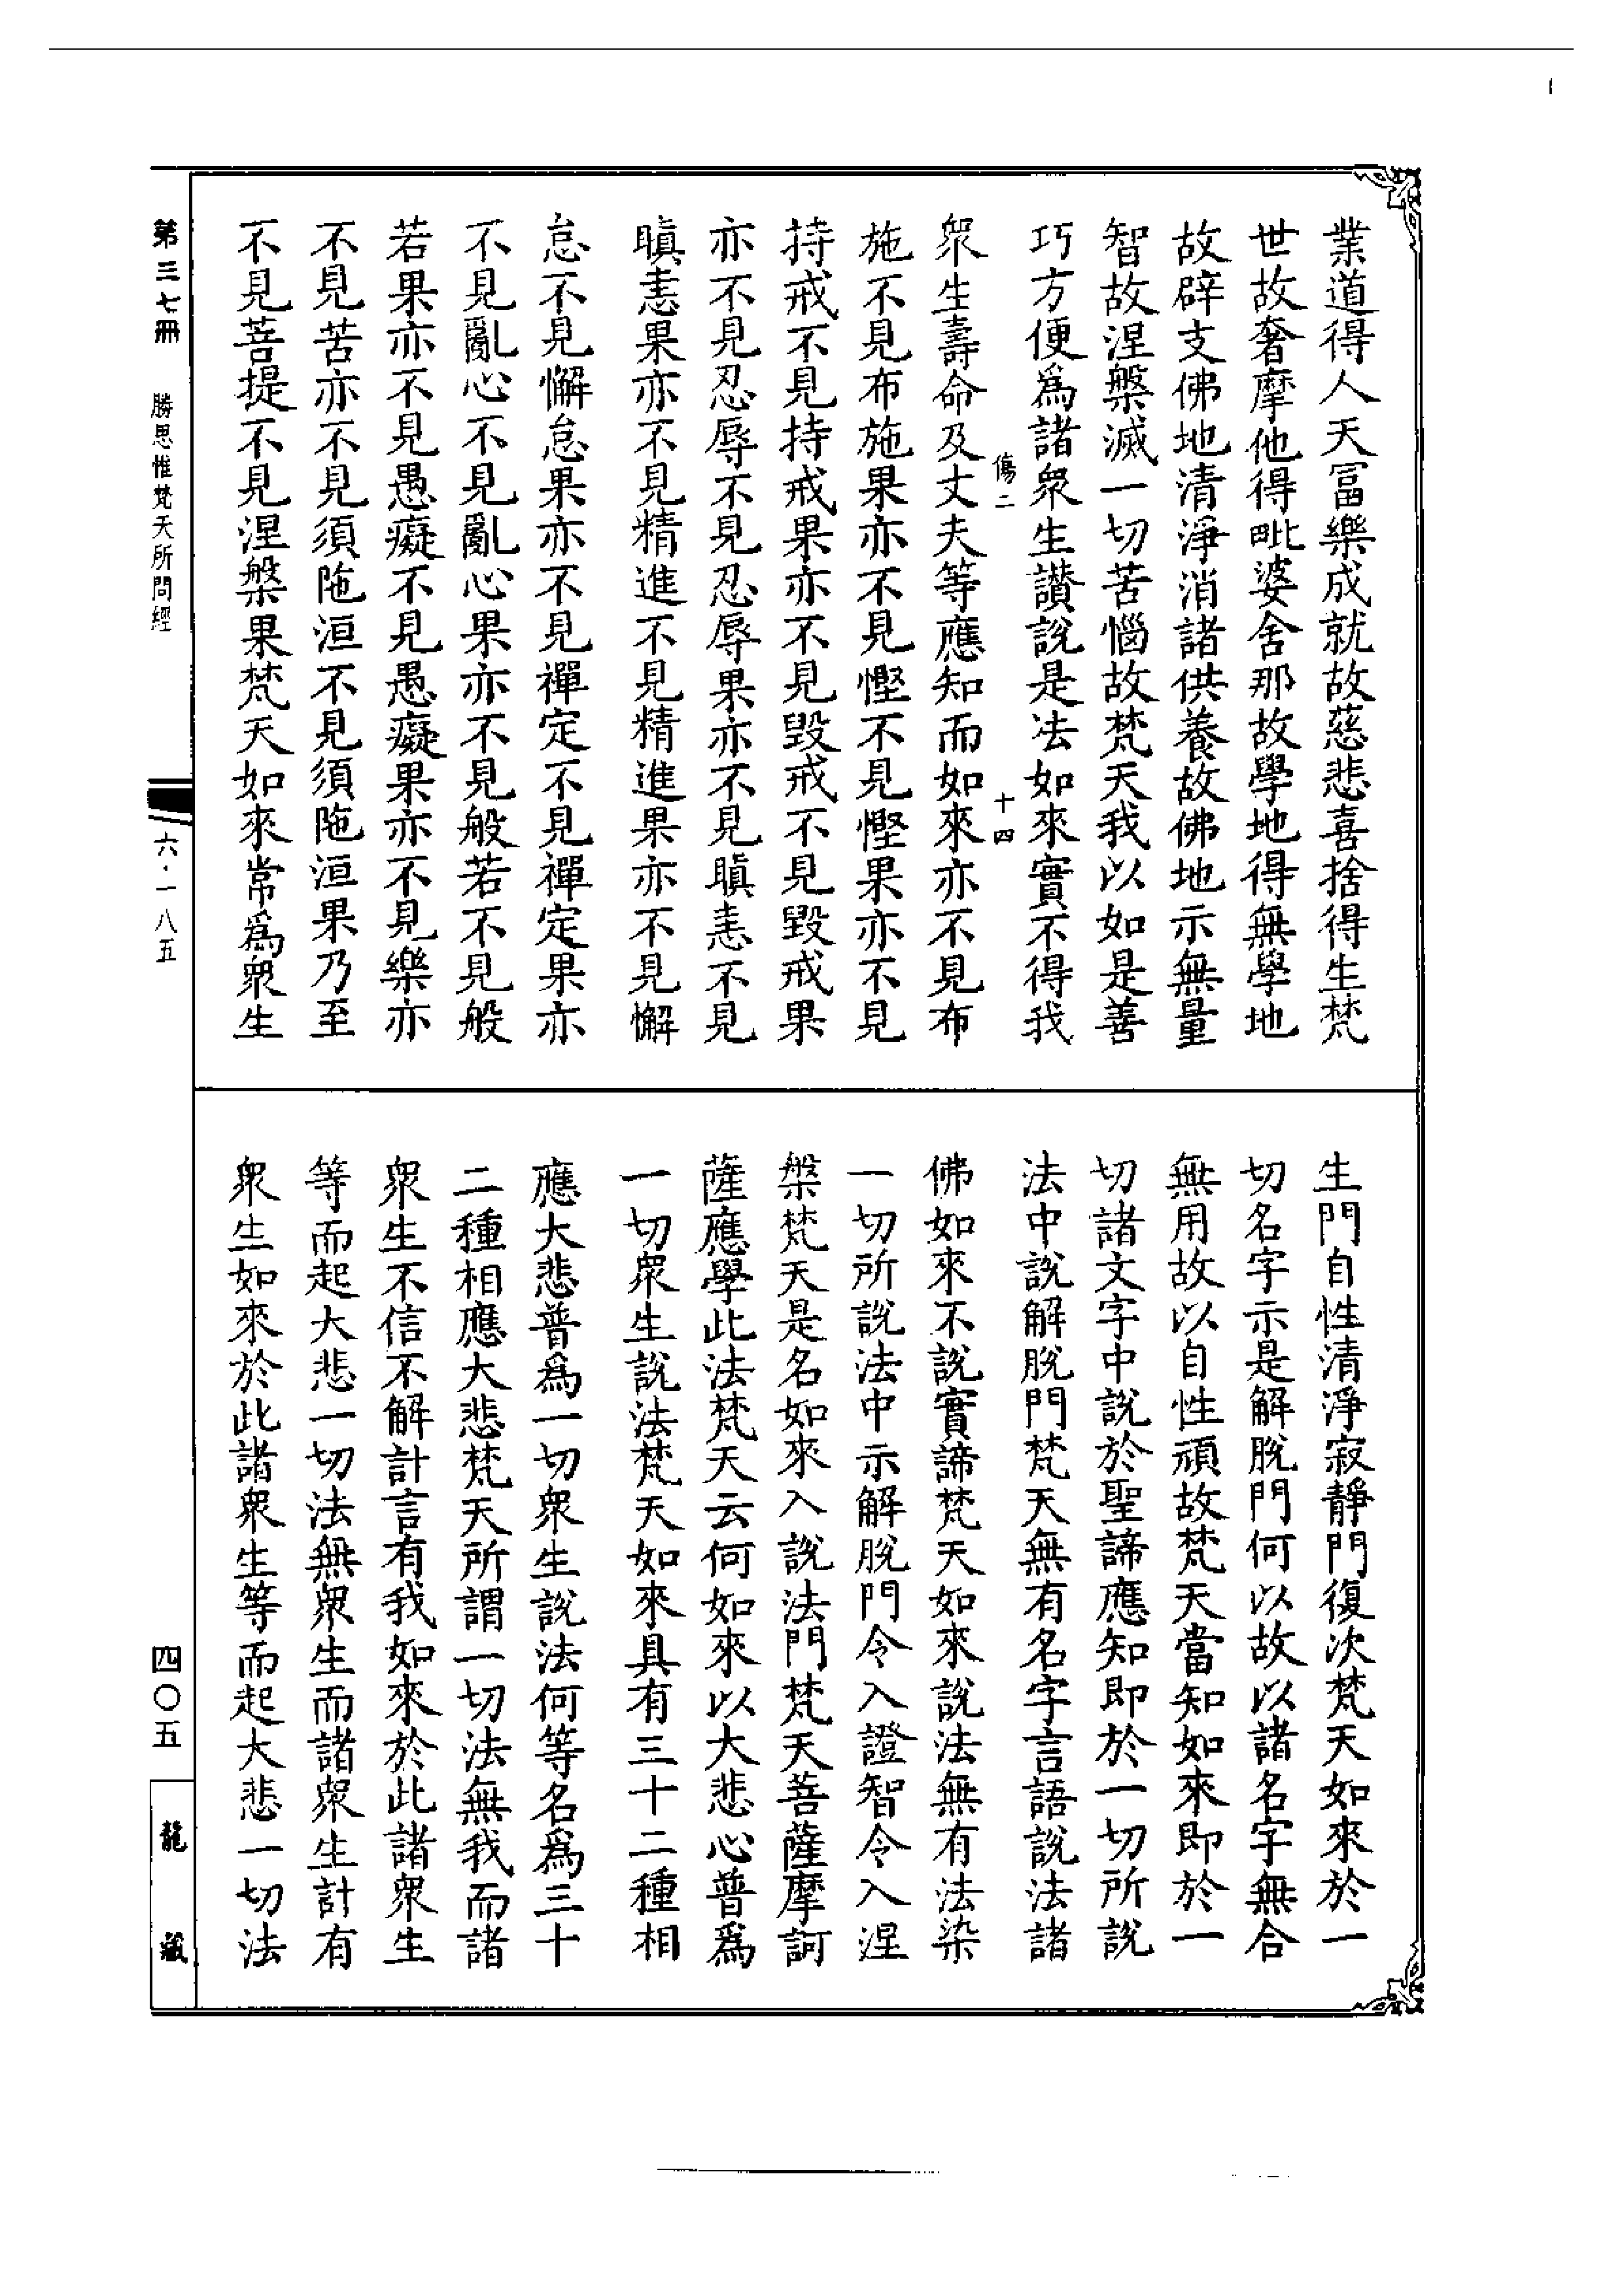 業道得人天冨樂成就故慈悲喜捨得生梵
世故奢摩他得毗婆舍那故學地得無學地
故辟支佛地清淨消諸供養故佛地示無量
智故涅槃滅一切苦惱故梵天我以如是善
巧方便爲諸衆生讚說是法如來實不得我
傷二 十四
衆生壽命及丈夫等應知而如來亦不見布
施不見布施果亦不見慳不見慳果亦不見
持戒不見持戒果亦不見毀戒不見毀戒果
亦不見忍辱不見忍辱果亦不見瞋恚不見
瞋恚果亦不見精進不見精進果亦不見懈
怠不見懈怠果亦不見禪定不見禪定果亦
不見亂心不見亂心果亦不見般若不見般
若果亦不見愚癡不見愚癡果亦不見樂亦
不見苦亦不見須陁洹不見須陁洹果乃至
不見菩提不見涅槃果梵天如來常爲衆生
生門自性清淨寂靜門復次梵天如來於一
切名字示是解脫門何以故以諸名字無合
無用故以自性頑故梵天當知如來即於一
切諸文字中說於聖諦應知即於一切所說
法中說解脫門梵天無有名字言語說法諸
佛如來不說實諦梵天如來說法無有法染
一切所說法中示解脫門令入證智令入涅
槃梵天是名如來入說法門梵天菩薩摩訶
薩應學此法梵天云何如來以大悲心普爲
一切衆生說法梵天如來具有三十二種相
應大悲普爲一切衆生說法何等名爲三十
二種相應大悲梵天所謂一切法無我而諸
衆生不信不解計言有我如來於此諸衆生
等而起大悲一切法無衆生而諸衆生計有
衆生如來於此諸衆生等而起大悲一切法
第三七冊 勝思惟梵天所問經 六・一八五 四〇五 龍藏